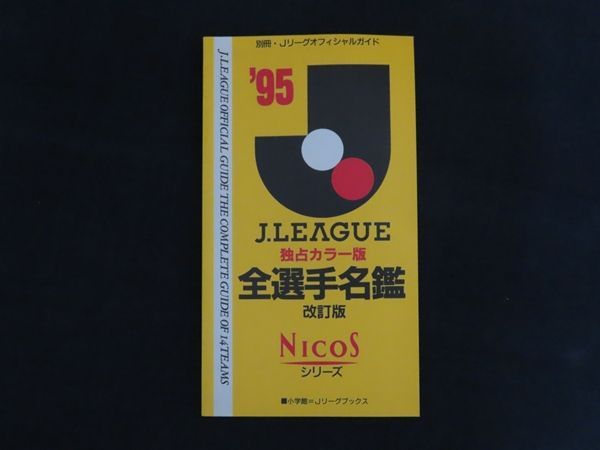 別冊・Jリーグオフィシャルガイド
'95
J.LEAGUE
独占カラー版
全選手名鑑
改訂版
NICOS
シリーズ
■小学館=Jリーグブックス
J.LEAGUE OFFICIAL GUIDE THE COMPLETE GUIDE OF 14 TEAMS